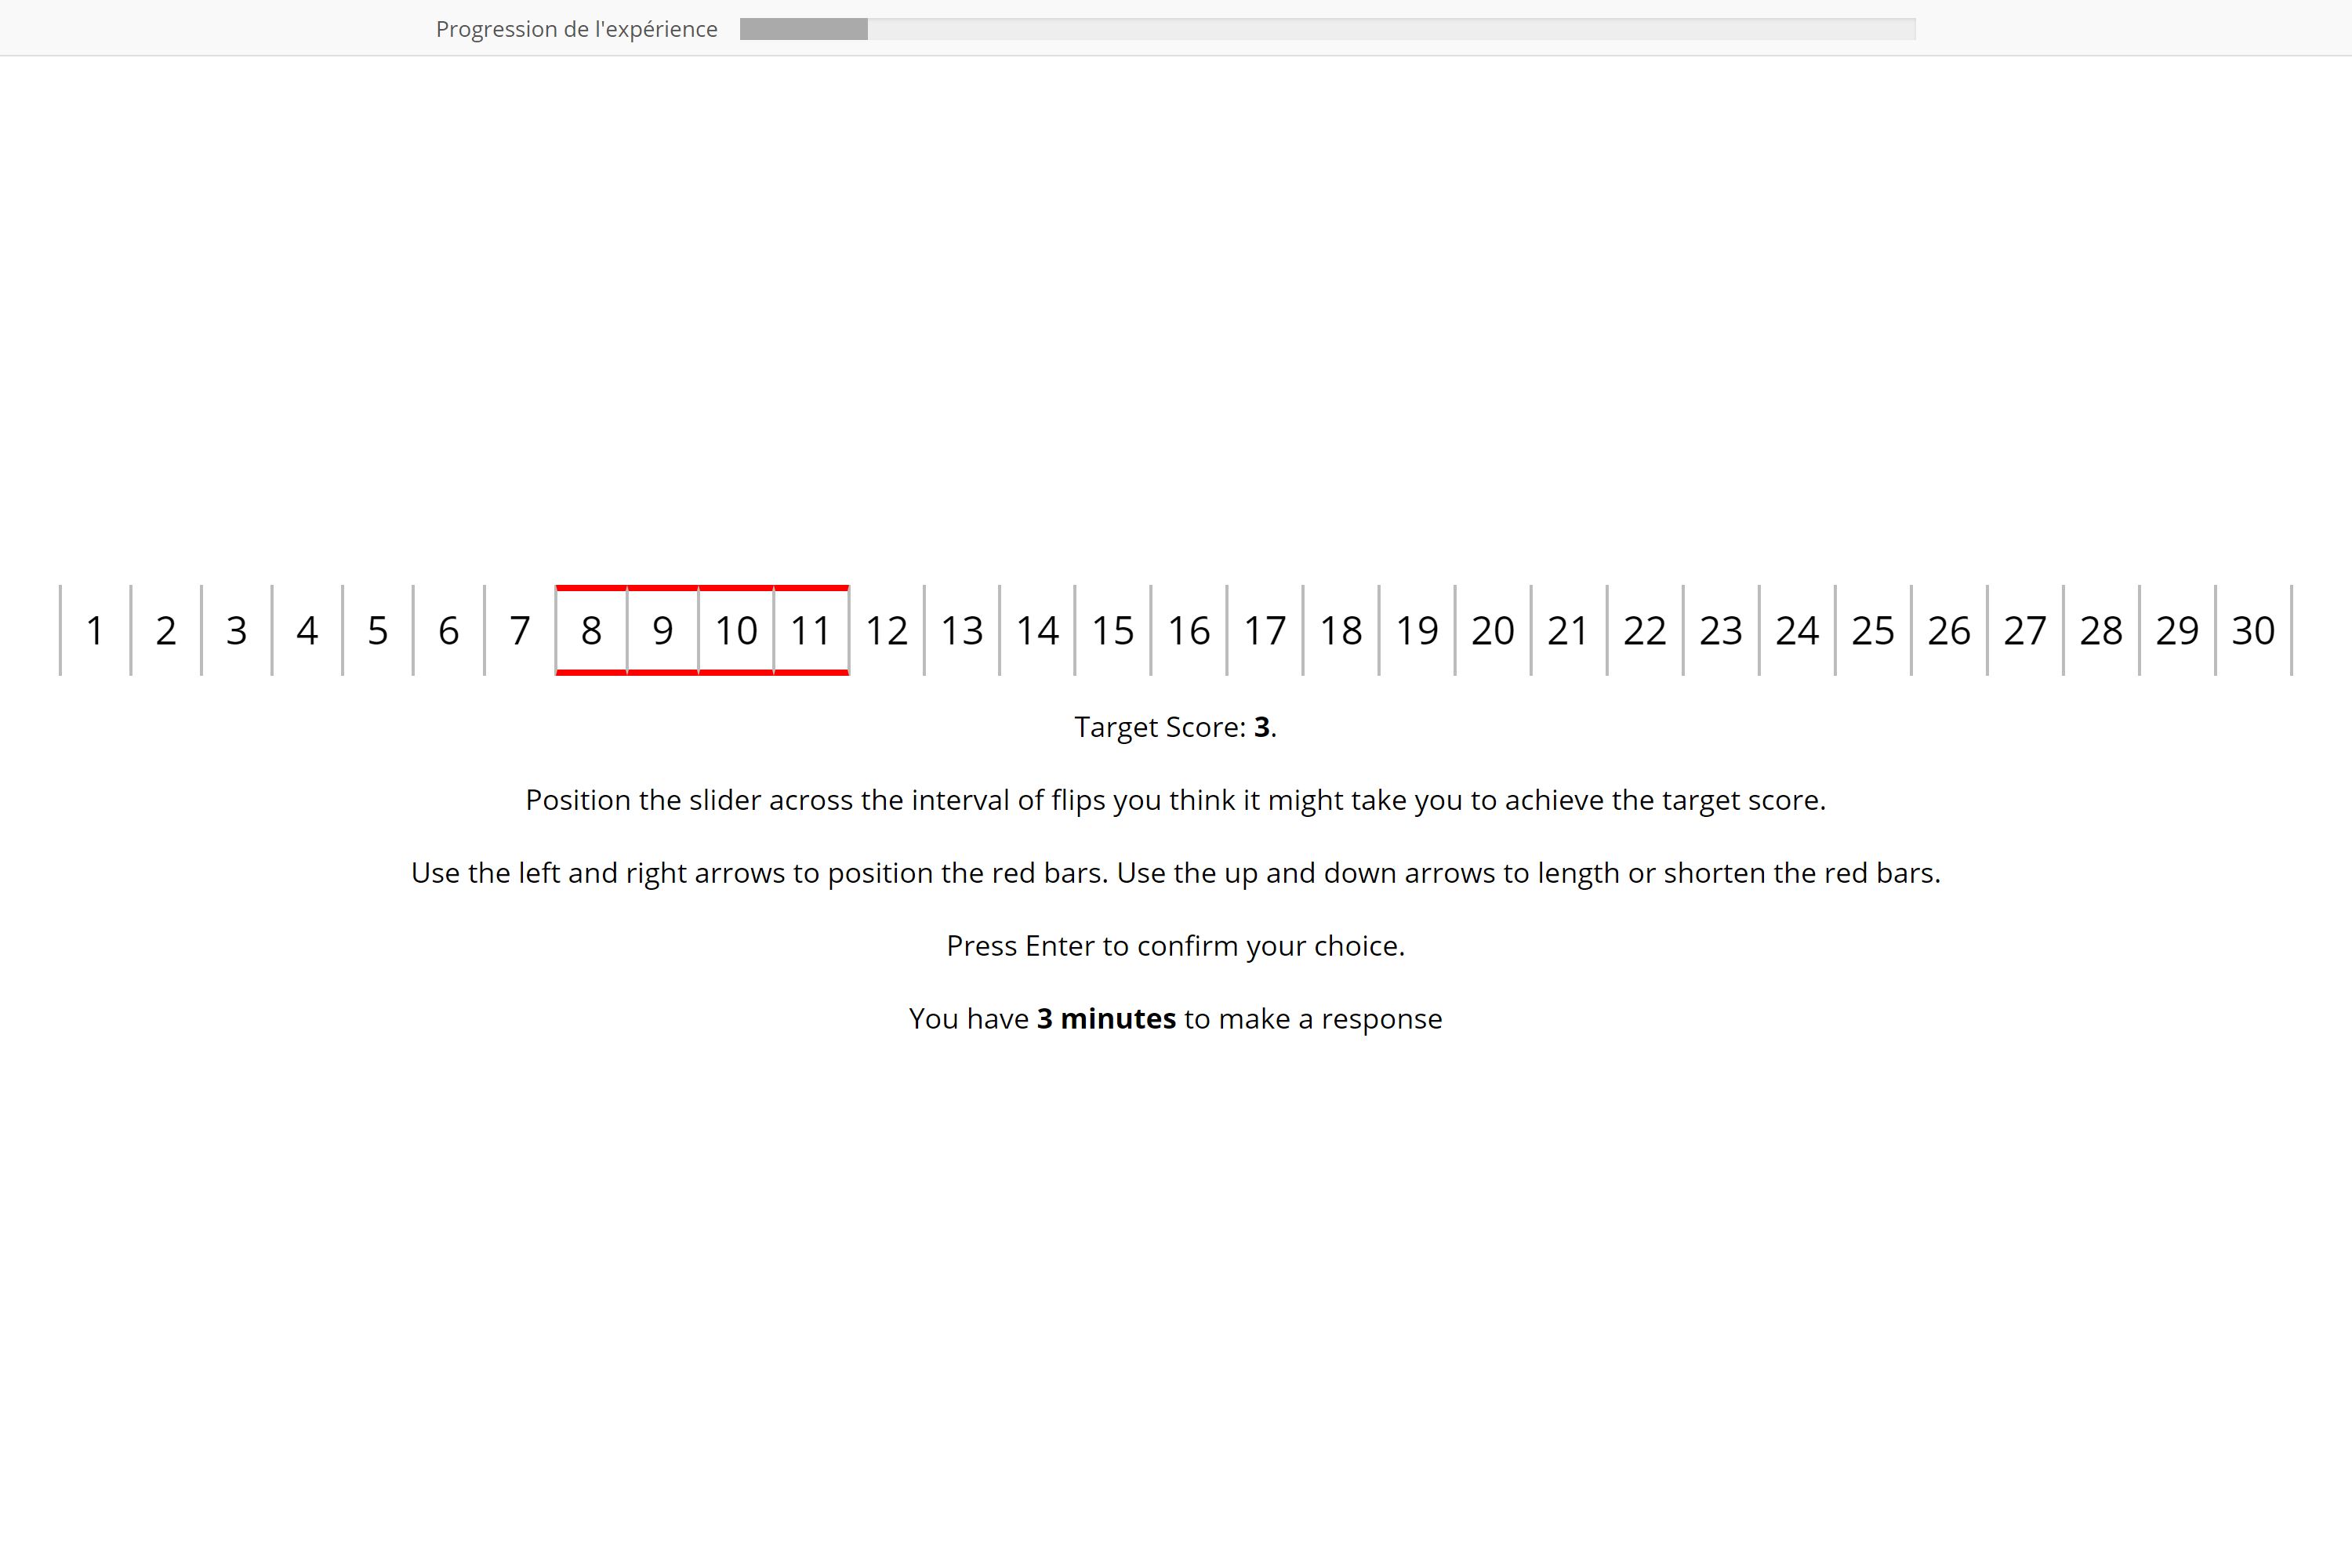 Progression de l'expérience
1 2 3 4 5 6 7 8 9 10 11 12 13 14 15 16 17 18 19 20 21 22 23 24 25 26 27 28 29 30
Target Score: 3.
Position the slider across the interval of flips you think it might take you to achieve the target score.
Use the left and right arrows to position the red bars. Use the up and down arrows to length or shorten the red bars.
Press Enter to confirm your choice.
You have 3 minutes to make a response